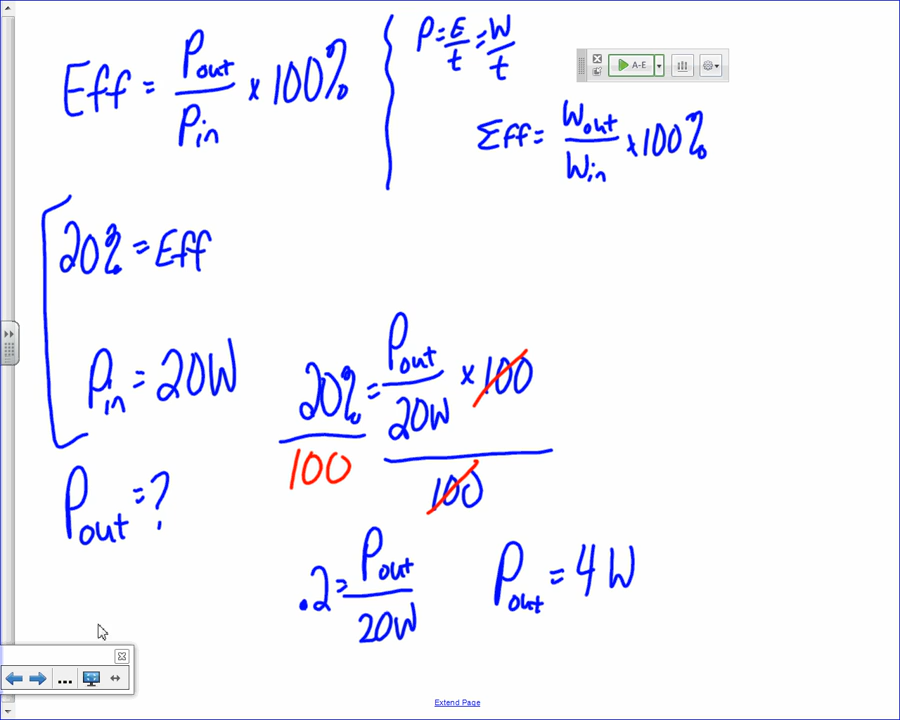 Eff = Pout/Pin × 100%
P = E/t = W/t
A-E
Eff = Wout/Win × 100%
20% = Eff
Pin = 20W
Pout = ?
20%/100 = Pout/20W × 100/100
.2 = Pout/20W
Pout = 4W
...
Extend Page